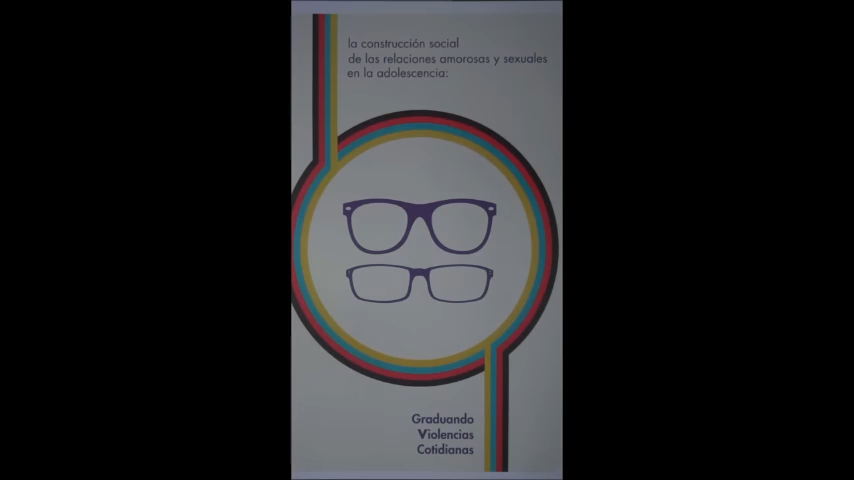 la construcción social
de las relaciones amorosas y sexuales
en la adolescencia:
Graduando
Violencias
Cotidianas